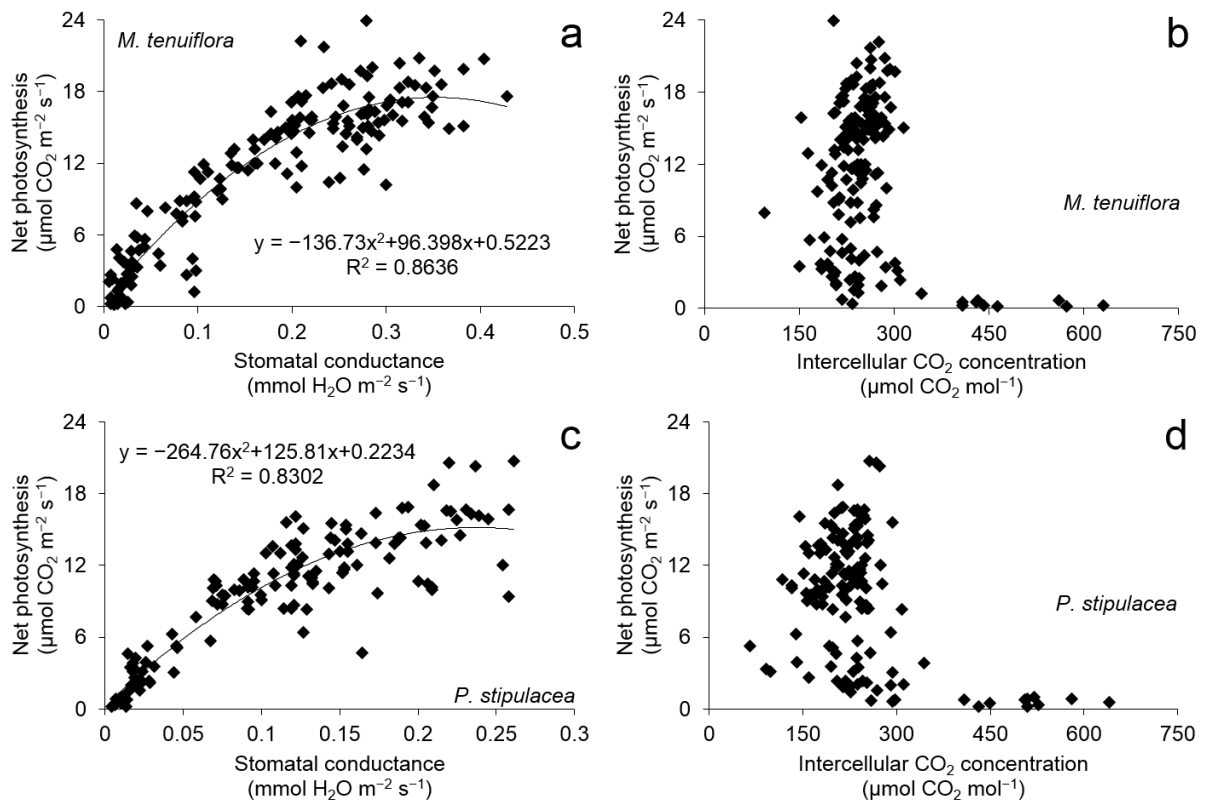 a
M. tenuiflora
Net photosynthesis
(µmol CO₂ m⁻² s⁻¹)
24
18
12
6
0
y = −136.73x²+96.398x+0.5223
R² = 0.8636
0 0.1 0.2 0.3 0.4 0.5
Stomatal conductance
(mmol H₂O m⁻² s⁻¹)
b
Net photosynthesis
(µmol CO₂ m⁻² s⁻¹)
24
18
12
6
0
M. tenuiflora
0 150 300 450 600 750
Intercellular CO₂ concentration
(µmol CO₂ mol⁻¹)
c
y = −264.76x²+125.81x+0.2234
R² = 0.8302
Net photosynthesis
(µmol CO₂ m⁻² s⁻¹)
24
18
12
6
0
P. stipulacea
0 0.05 0.1 0.15 0.2 0.25 0.3
Stomatal conductance
(mmol H₂O m⁻² s⁻¹)
d
Net photosynthesis
(µmol CO₂ m⁻² s⁻¹)
24
18
12
6
0
P. stipulacea
0 150 300 450 600 750
Intercellular CO₂ concentration
(µmol CO₂ mol⁻¹)